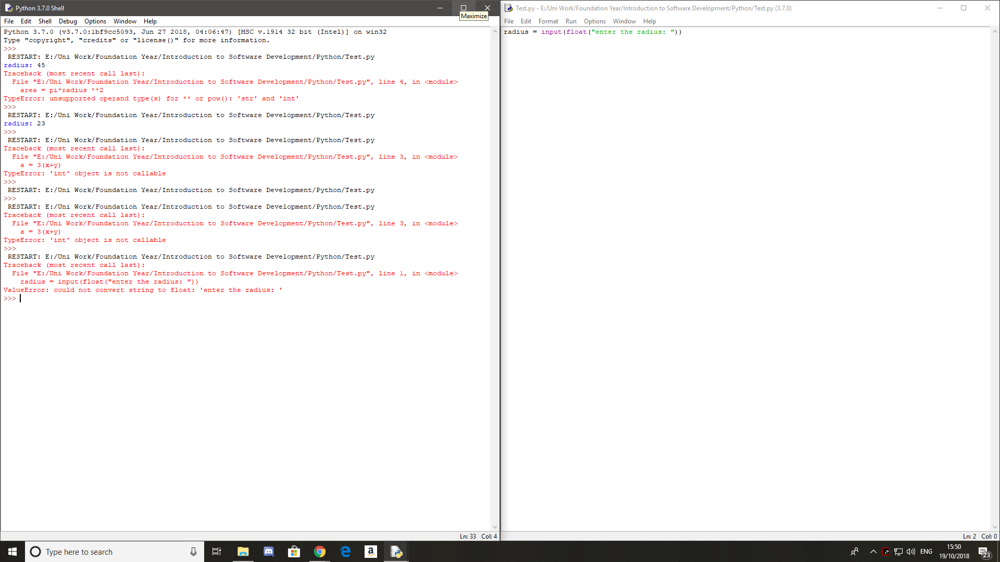 Python 3.7.0 Shell
Maximize
File Edit Shell Debug Options Window Help
Python 3.7.0 (v3.7.0:1bf9cc5093, Jun 27 2018, 04:06:47) [MSC v.1914 32 bit (Intel)] on win32
Type "copyright", "credits" or "license()" for more information.
>>>
 RESTART: E:/Uni Work/Foundation Year/Introduction to Software Development/Python/Test.py
radius: 45
Traceback (most recent call last):
  File "E:/Uni Work/Foundation Year/Introduction to Software Development/Python/Test.py", line 4, in <module>
    area = pi*radius **2
TypeError: unsupported operand type(s) for ** or pow(): 'str' and 'int'
>>>
 RESTART: E:/Uni Work/Foundation Year/Introduction to Software Development/Python/Test.py
radius: 23
>>>
 RESTART: E:/Uni Work/Foundation Year/Introduction to Software Development/Python/Test.py
Traceback (most recent call last):
  File "E:/Uni Work/Foundation Year/Introduction to Software Development/Python/Test.py", line 3, in <module>
    a = 3(x+y)
TypeError: 'int' object is not callable
>>>
 RESTART: E:/Uni Work/Foundation Year/Introduction to Software Development/Python/Test.py
>>>
 RESTART: E:/Uni Work/Foundation Year/Introduction to Software Development/Python/Test.py
Traceback (most recent call last):
  File "E:/Uni Work/Foundation Year/Introduction to Software Development/Python/Test.py", line 3, in <module>
    a = 3(x+y)
TypeError: 'int' object is not callable
>>>
 RESTART: E:/Uni Work/Foundation Year/Introduction to Software Development/Python/Test.py
Traceback (most recent call last):
  File "E:/Uni Work/Foundation Year/Introduction to Software Development/Python/Test.py", line 1, in <module>
    radius = input(float("enter the radius: "))
ValueError: could not convert string to float: 'enter the radius: '
>>>
Ln: 33 Col: 4
Test.py - E:/Uni Work/Foundation Year/Introduction to Software Development/Python/Test.py (3.7.0)
File Edit Format Run Options Window Help
radius = input(float("enter the radius: "))
Ln: 2 Col: 0
Type here to search
a
ENG
15:50
19/10/2018
23